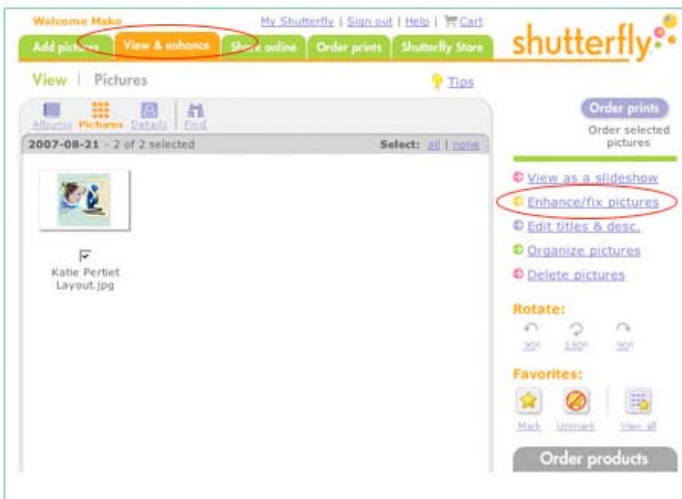 Welcome Mako
My Shutterfly | Sign out | Help | Cart
shutterfly
Add pictures
View & enhance
Share online
Order prints
Shutterfly Store
View | Pictures
Tips
Albums Pictures Details Find
2007-08-21 - 2 of 2 selected
Select: all | none
Katie Pertiet
Layout.jpg
Order prints
Order selected
pictures
View as a slideshow
Enhance/fix pictures
Edit titles & desc.
Organize pictures
Delete pictures
Rotate:
90º 180º 90º
Favorites:
Mark Unmark View all
Order products